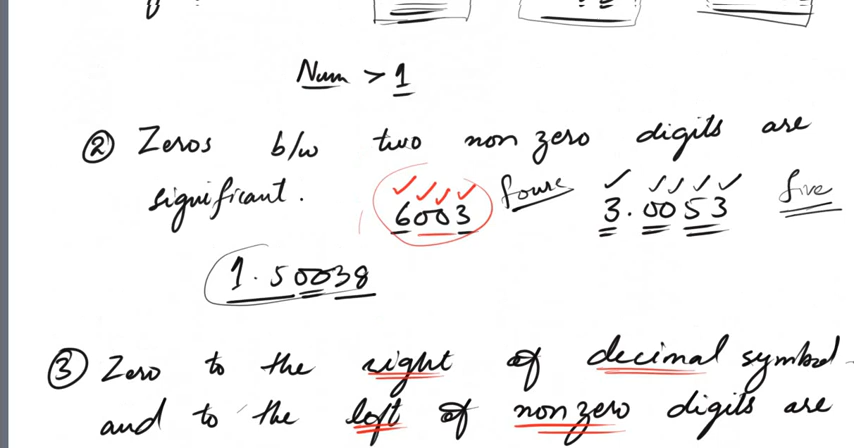 Num > 1
② Zeros b/w two non zero digits are
significant. 6003 four 3.0053 five
1.50038
③ Zero to the right of decimal symbol
and to the left of non zero digits are